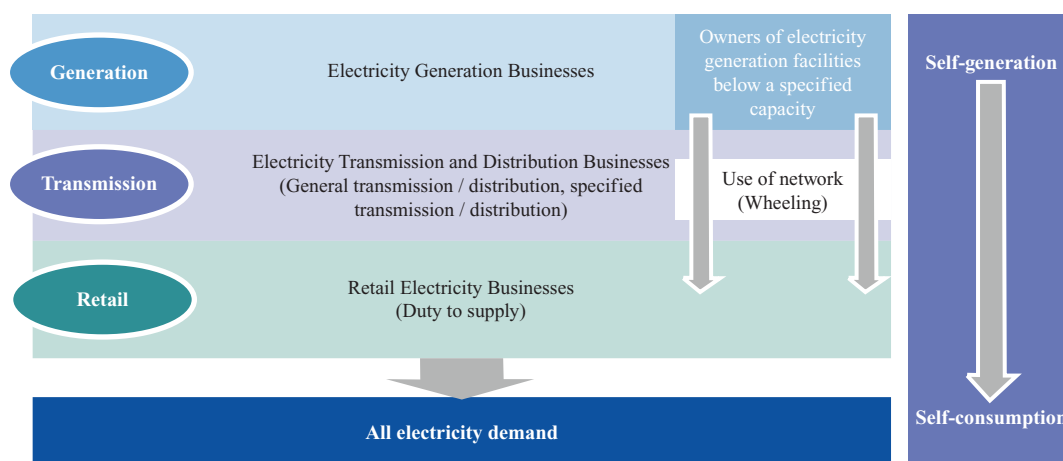 Generation
Electricity Generation Businesses
Owners of electricity
generation facilities
below a specified
capacity
Transmission
Electricity Transmission and Distribution Businesses
(General transmission / distribution, specified
transmission / distribution)
Use of network
(Wheeling)
Retail
Retail Electricity Businesses
(Duty to supply)
All electricity demand
Self-generation
Self-consumption